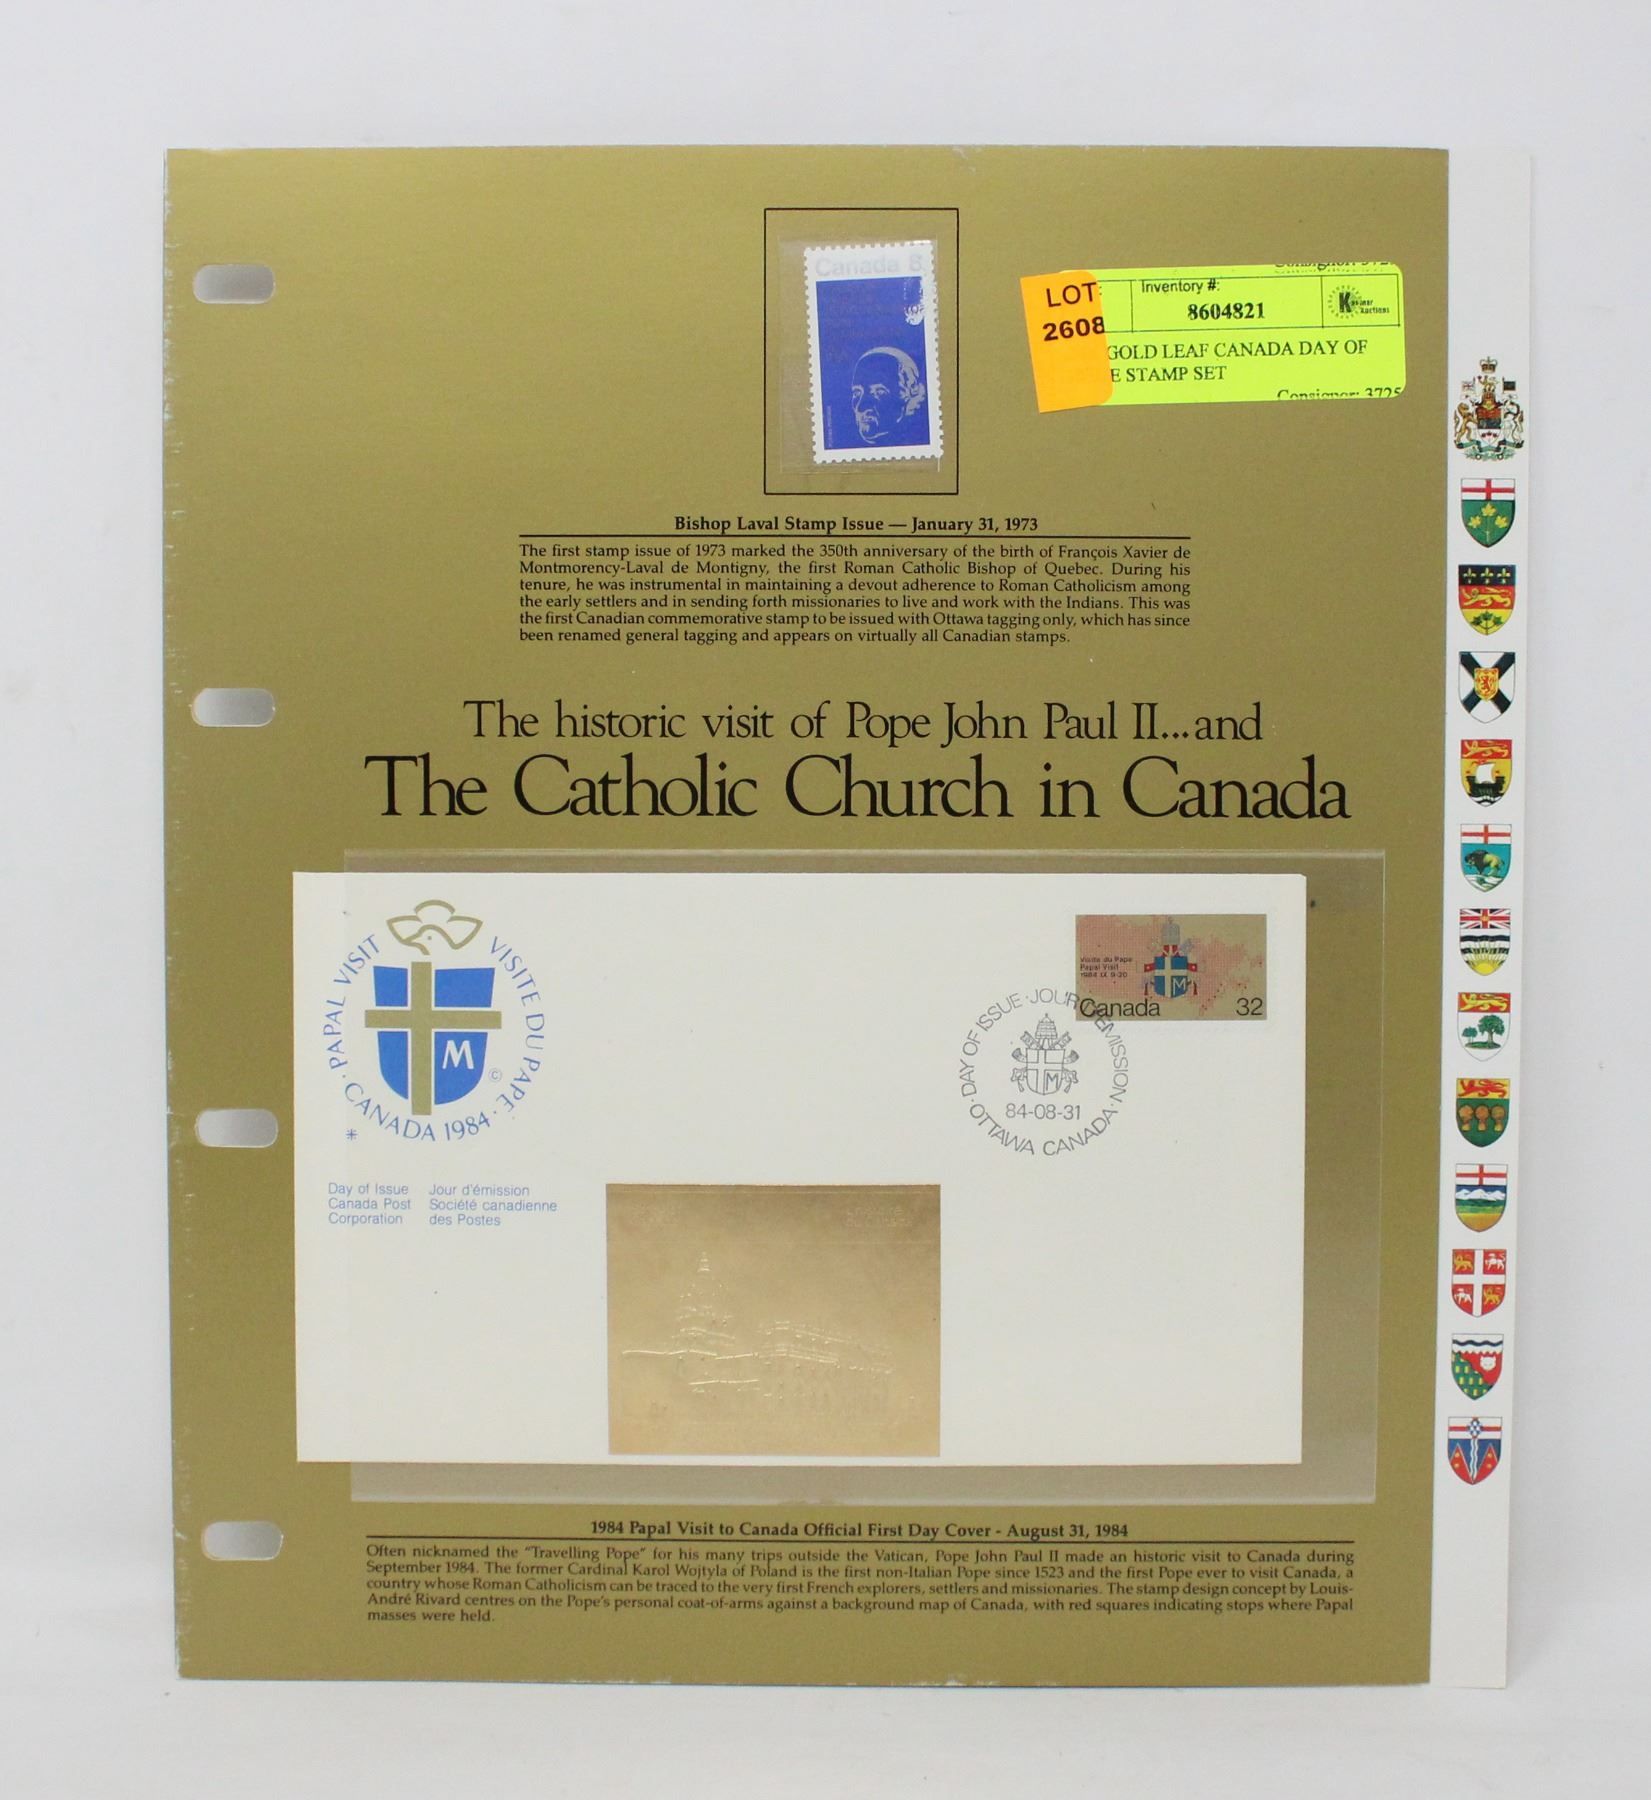 Canada 8
LOT:
2608
Inventory #:
8604821
GOLD LEAF CANADA DAY OF
E STAMP SET
Consignor: 3725
Bishop Laval Stamp Issue — January 31, 1973
The first stamp issue of 1973 marked the 350th anniversary of the birth of François Xavier de
Montmorency-Laval de Montigny, the first Roman Catholic Bishop of Quebec. During his
tenure, he was instrumental in maintaining a devout adherence to Roman Catholicism among
the early settlers and in sending forth missionaries to live and work with the Indians. This was
the first Canadian commemorative stamp to be issued with Ottawa tagging only, which has since
been renamed general tagging and appears on virtually all Canadian stamps.
The historic visit of Pope John Paul II...and
The Catholic Church in Canada
PAPAL VISIT · CANADA 1984 · VISITE DU PAPE
M
©
*
Day of Issue Jour d'émission
Canada Post Société canadienne
Corporation des Postes
Visite du Pape
Papal Visit
1984 IX 9-20
M
Canada 32
· DAY OF ISSUE · JOUR D'ÉMISSION ·
M
84-08-31
OTTAWA CANADA
1984 Papal Visit to Canada Official First Day Cover - August 31, 1984
Often nicknamed the "Travelling Pope" for his many trips outside the Vatican, Pope John Paul II made an historic visit to Canada during
September 1984. The former Cardinal Karol Wojtyla of Poland is the first non-Italian Pope since 1523 and the first Pope ever to visit Canada, a
country whose Roman Catholicism can be traced to the very first French explorers, settlers and missionaries. The stamp design concept by Louis-
André Rivard centres on the Pope's personal coat-of-arms against a background map of Canada, with red squares indicating stops where Papal
masses were held.